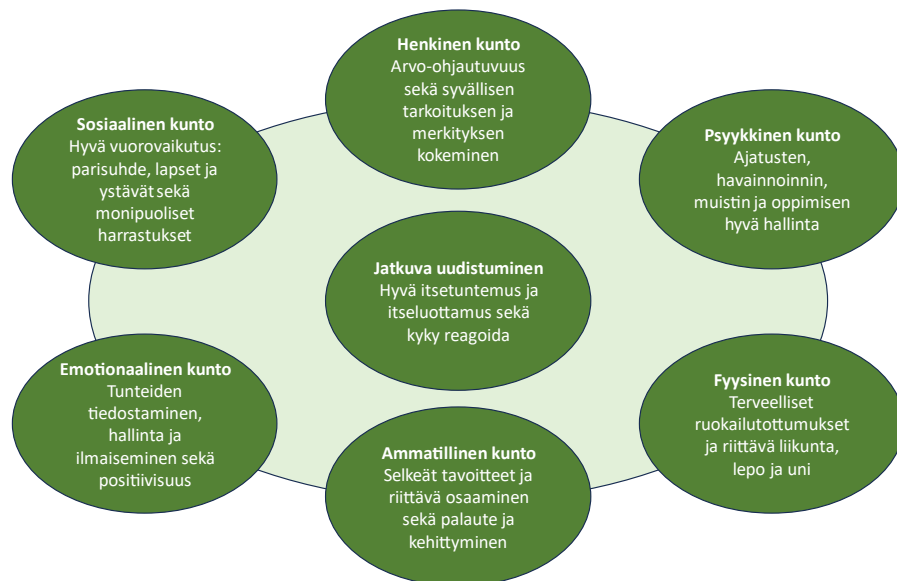 Henkinen kunto
Arvo-ohjautuvuus
sekä syvällisen
tarkoituksen ja
merkityksen
kokeminen
Sosiaalinen kunto
Hyvä vuorovaikutus:
parisuhde, lapset ja
ystävät sekä
monipuoliset
harrastukset
Psyykkinen kunto
Ajatusten,
havainnoinnin,
muistin ja oppimisen
hyvä hallinta
Jatkuva uudistuminen
Hyvä itsetuntemus ja
itseluottamus sekä
kyky reagoida
Emotionaalinen kunto
Tunteiden
tiedostaminen,
hallinta ja
ilmaiseminen sekä
positiivisuus
Fyysinen kunto
Terveelliset
ruokailutottumukset
ja riittävä liikunta,
lepo ja uni
Ammatillinen kunto
Selkeät tavoitteet ja
riittävä osaaminen
sekä palaute ja
kehittyminen